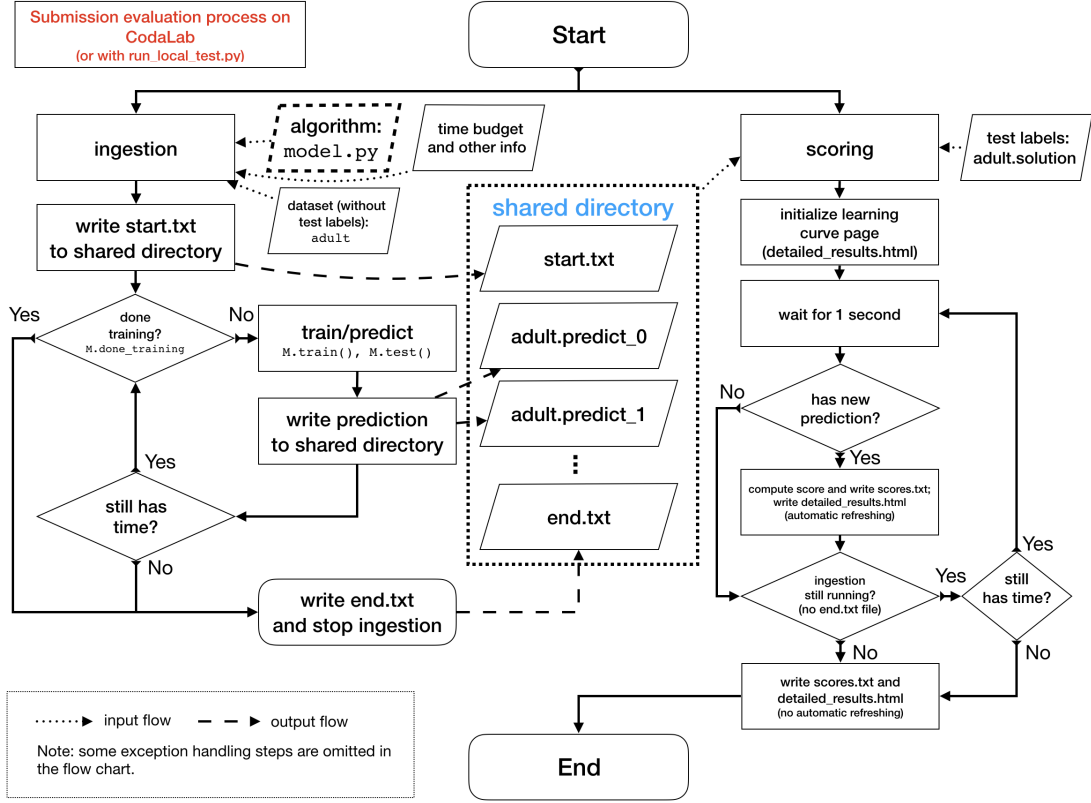 Submission evaluation process on
CodaLab
(or with run_local_test.py)
Start
ingestion
algorithm:
model.py
time budget
and other info
dataset (without
test labels):
adult
write start.txt
to shared directory
Yes
done
training?
M.done_training
No
train/predict
M.train(), M.test()
write prediction
to shared directory
Yes
still has
time?
No
write end.txt
and stop ingestion
shared directory
start.txt
adult.predict_0
adult.predict_1
end.txt
scoring
test labels:
adult.solution
initialize learning
curve page
(detailed_results.html)
wait for 1 second
No
has new
prediction?
Yes
compute score and write scores.txt;
write detailed_results.html
(automatic refreshing)
ingestion
still running?
(no end.txt file)
Yes
Yes
still
has time?
No
No
write scores.txt and
detailed_results.html
(no automatic refreshing)
End
input flow
output flow
Note: some exception handling steps are omitted in
the flow chart.